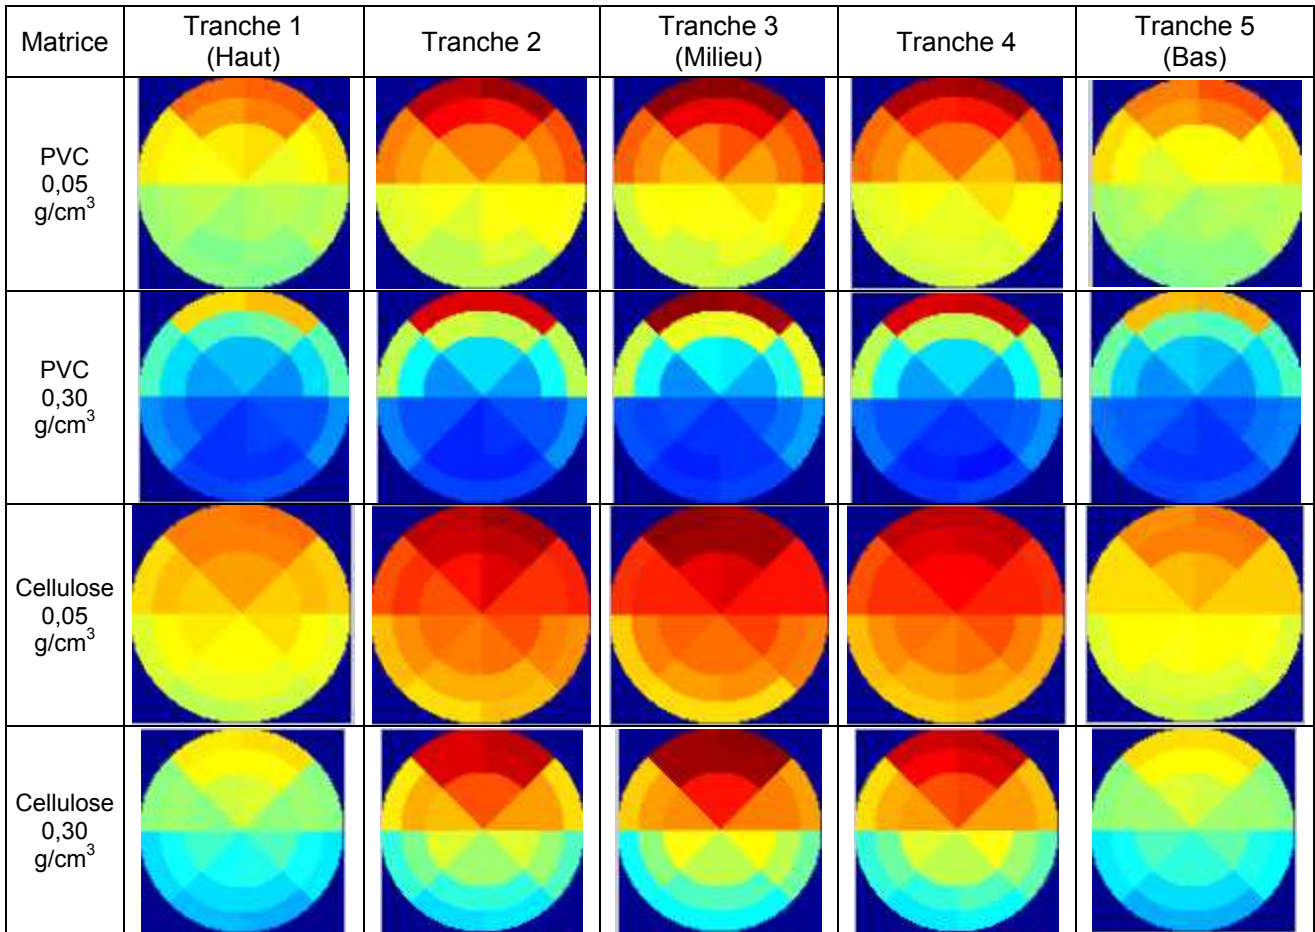 Matrice
Tranche 1
(Haut)
Tranche 2
Tranche 3
(Milieu)
Tranche 4
Tranche 5
(Bas)
PVC
0,05
g/cm³
PVC
0,30
g/cm³
Cellulose
0,05
g/cm³
Cellulose
0,30
g/cm³